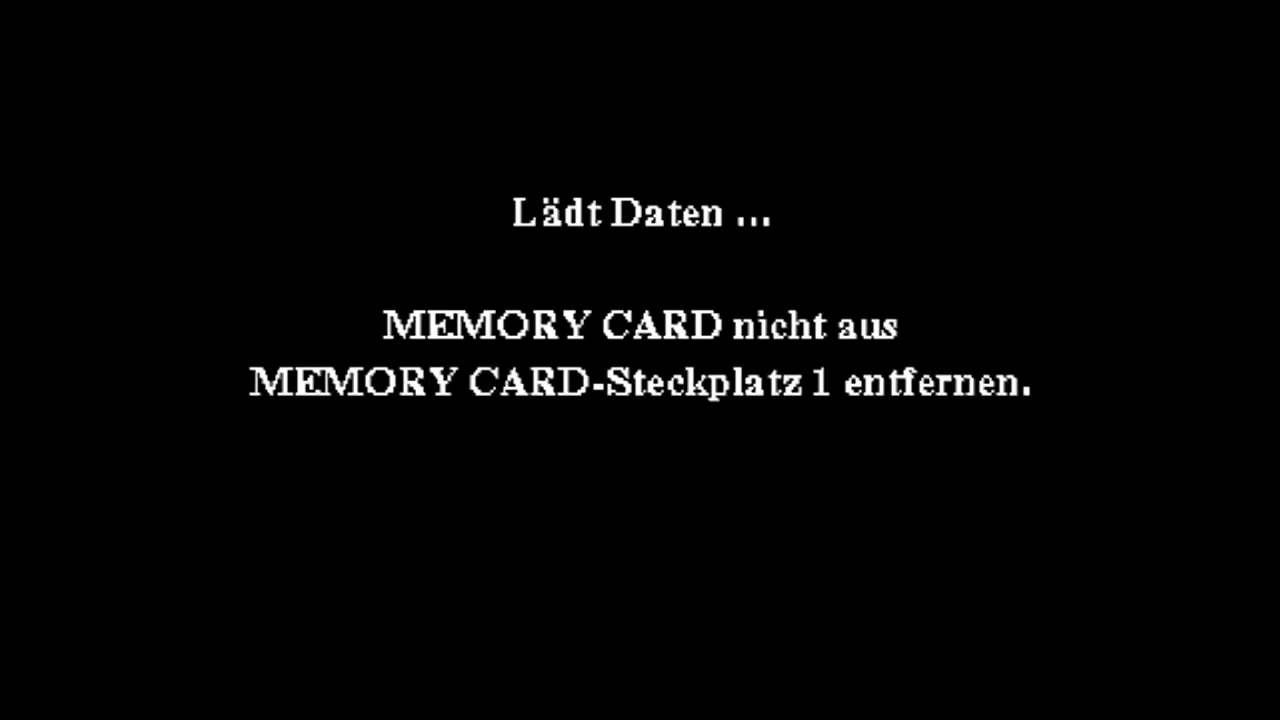 Lädt Daten ...
MEMORY CARD nicht aus
MEMORY CARD-Steckplatz 1 entfernen.